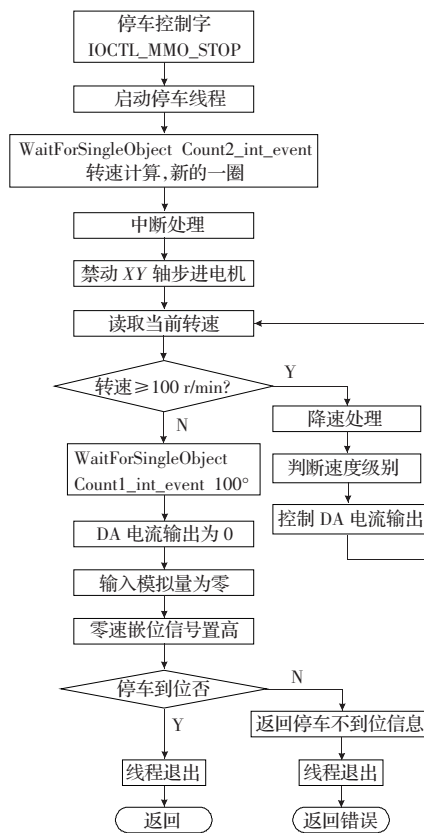 停车控制字
IOCTL_MMO_STOP
启动停车线程
WaitForSingleObject Count2_int_event
转速计算,新的一圈
中断处理
禁动 XY 轴步进电机
读取当前转速
转速≥100 r/min?
Y
N
降速处理
判断速度级别
控制 DA 电流输出
WaitForSingleObject
Count1_int_event 100°
DA 电流输出为 0
输入模拟量为零
零速嵌位信号置高
停车到位否
N
Y
返回停车不到位信息
线程退出
线程退出
返回
返回错误